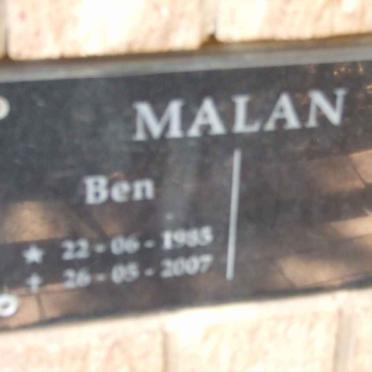 MALAN
Ben
★ 22-06-1985
† 26-05-2007